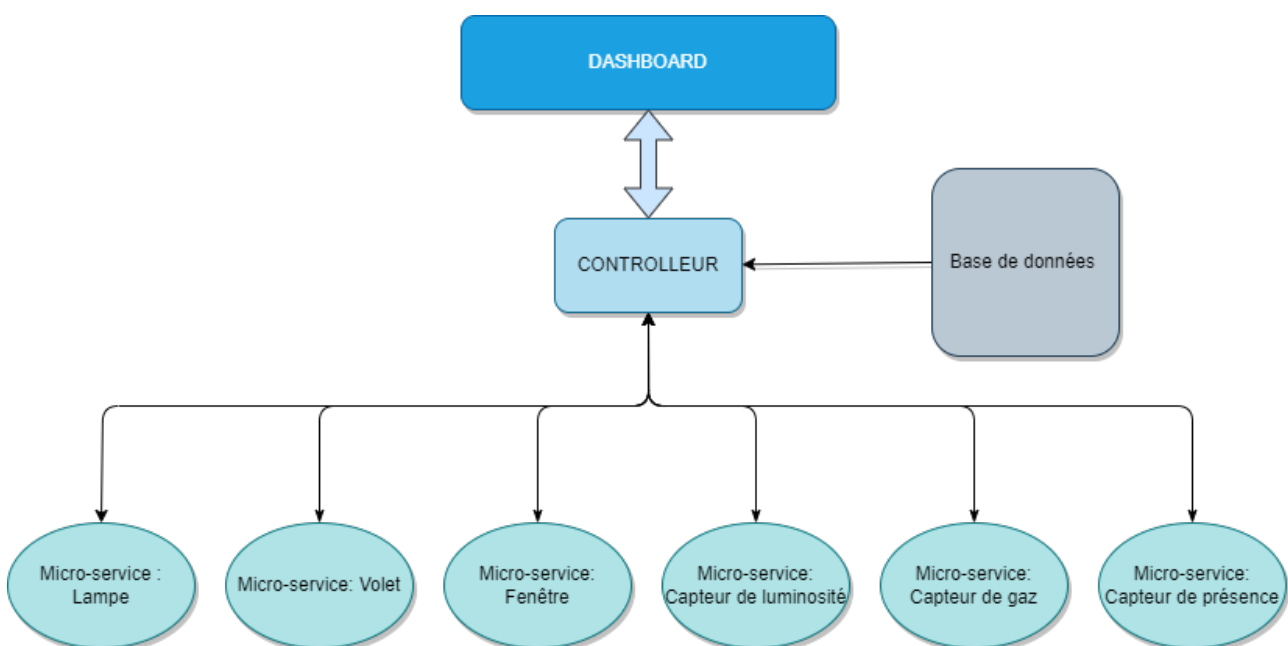 DASHBOARD
CONTROLLEUR
Base de données
Micro-service :
Lampe
Micro-service: Volet
Micro-service:
Fenêtre
Micro-service:
Capteur de luminosité
Micro-service:
Capteur de gaz
Micro-service:
Capteur de présence